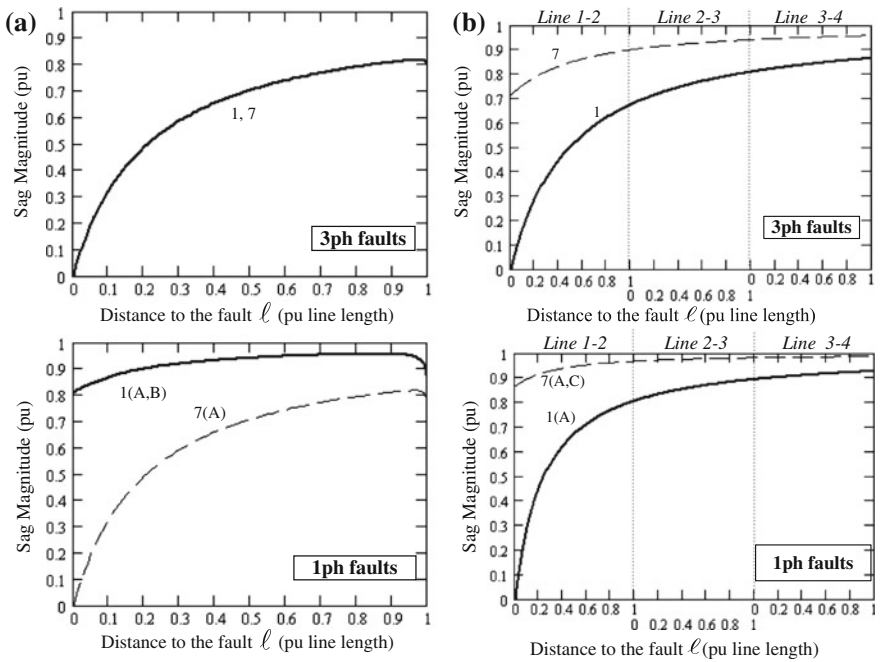 (a)
1
0.9
0.8
0.7
0.6
0.5
0.4
0.3
0.2
0.1
0
Sag Magnitude (pu)
1, 7
3ph faults
0 0.1 0.2 0.3 0.4 0.5 0.6 0.7 0.8 0.9 1
Distance to the fault ℓ (pu line length)
1
0.9
0.8
0.7
0.6
0.5
0.4
0.3
0.2
0.1
0
Sag Magnitude (pu)
1(A,B)
7(A)
1ph faults
0 0.1 0.2 0.3 0.4 0.5 0.6 0.7 0.8 0.9 1
Distance to the fault ℓ (pu line length)
(b)
Line 1-2 Line 2-3 Line 3-4
1
0.9
0.8
0.7
0.6
0.5
0.4
0.3
0.2
0.1
0
Sag Magnitude (pu)
7
1
3ph faults
0 0.2 0.4 0.6 0.8 1 0.2 0.4 0.6 0.8 0 0.2 0.4 0.6 0.8 1
0 1
Distance to the fault ℓ (pu line length)
Line 1-2 Line 2-3 Line 3-4
1
0.9
0.8
0.7
0.6
0.5
0.4
0.3
0.2
0.1
0
Sag Magnitude (pu)
7(A,C)
1(A)
1ph faults
0 0.2 0.4 0.6 0.8 1 0.2 0.4 0.6 0.8 0 0.2 0.4 0.6 0.8 1
0 1
Distance to the fault ℓ (pu line length)